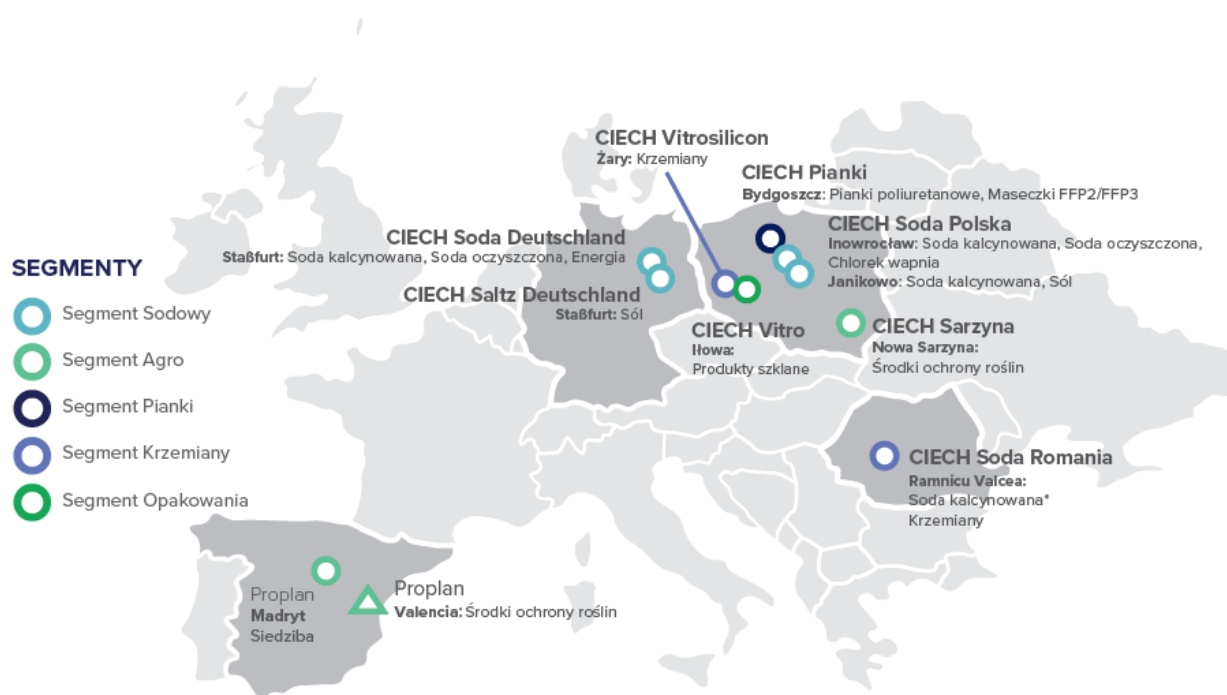 CIECH Vitrosilicon
Żary: Krzemiany
CIECH Pianki
Bydgoszcz: Pianki poliuretanowe, Maseczki FFP2/FFP3
CIECH Soda Polska
Inowrocław: Soda kalcynowana, Soda oczyszczona,
Chlorek wapnia
Janikowo: Soda kalcynowana, Sól
CIECH Soda Deutschland
Staßfurt: Soda kalcynowana, Soda oczyszczona, Energia
CIECH Saltz Deutschland
Staßfurt: Sól
CIECH Vitro
Iłowa:
Produkty szklane
CIECH Sarzyna
Nowa Sarzyna:
Środki ochrony roślin
CIECH Soda Romania
Ramnicu Valcea:
Soda kalcynowana*
Krzemiany
SEGMENTY
Segment Sodowy
Segment Agro
Segment Pianki
Segment Krzemiany
Segment Opakowania
Proplan
Madryt
Siedziba
Proplan
Valencia: Środki ochrony roślin